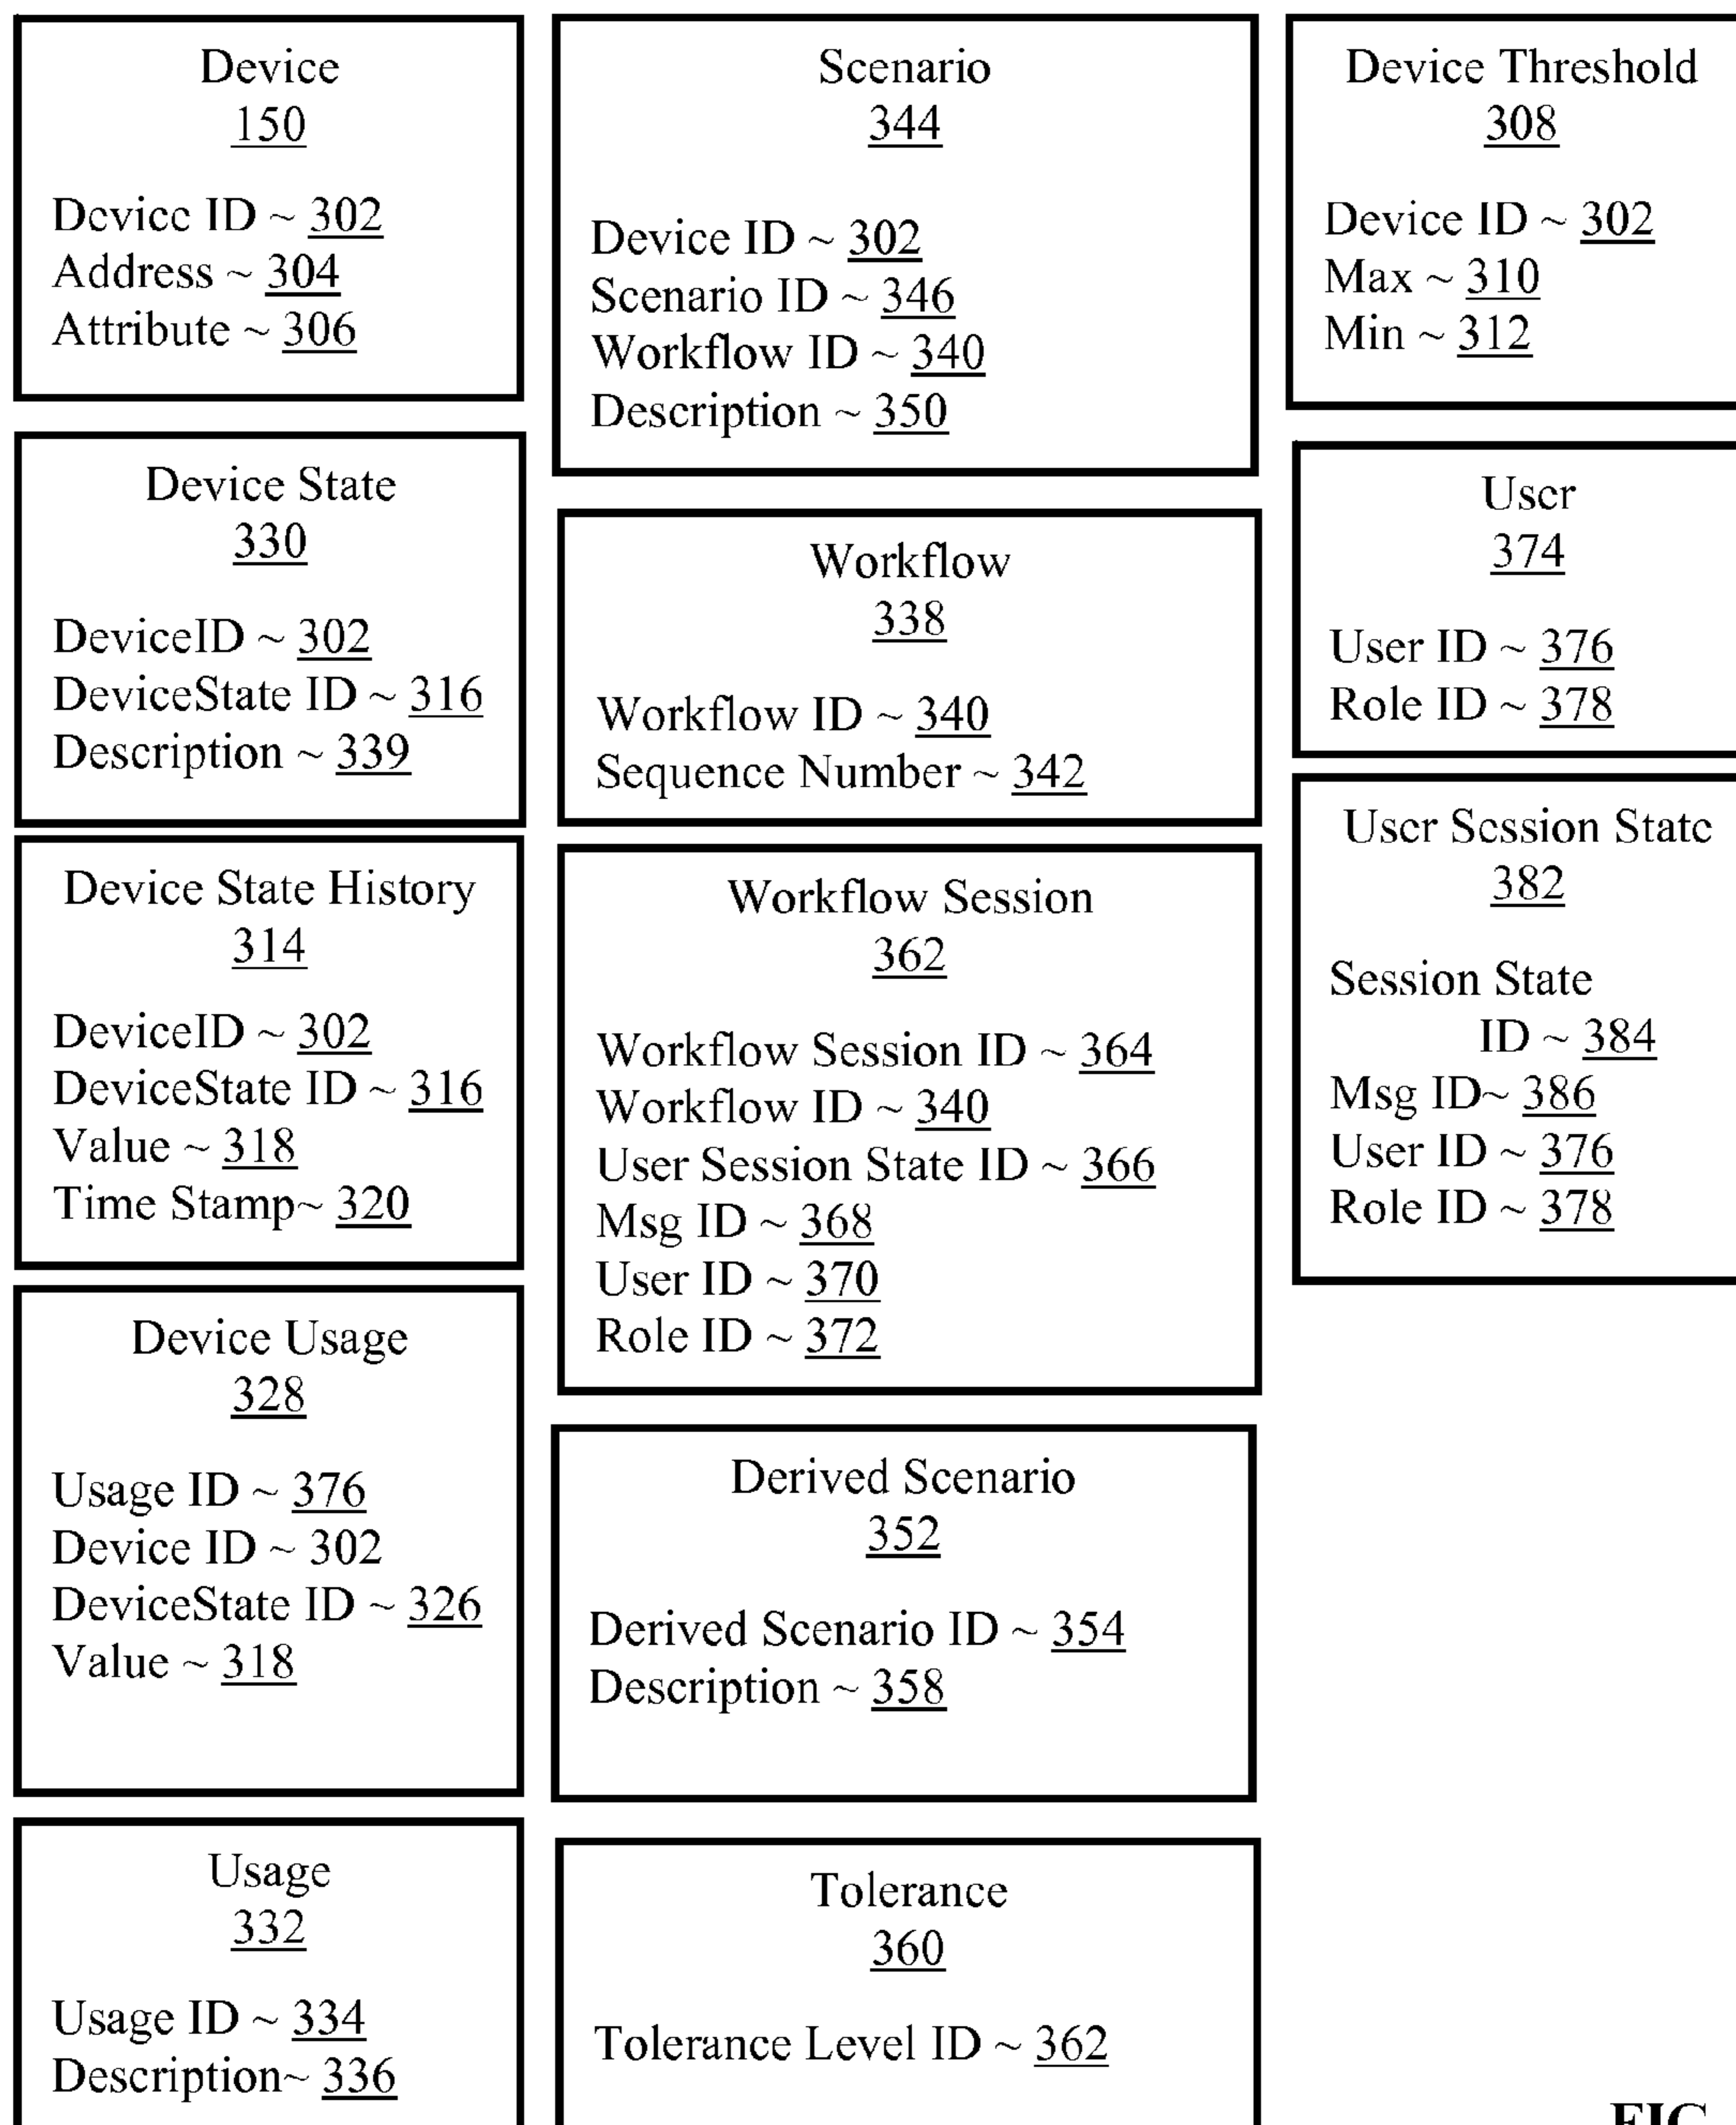 Device
150
Device ID ~ 302
Address ~ 304
Attribute ~ 306
Device State
330
DeviceID ~ 302
DeviceState ID ~ 316
Description ~ 339
Device State History
314
DeviceID ~ 302
DeviceState ID ~ 316
Value ~ 318
Time Stamp~ 320
Device Usage
328
Usage ID ~ 376
Device ID ~ 302
DeviceState ID ~ 326
Value ~ 318
Usage
332
Usage ID ~ 334
Description~ 336
Scenario
344
Device ID ~ 302
Scenario ID ~ 346
Workflow ID ~ 340
Description ~ 350
Workflow
338
Workflow ID ~ 340
Sequence Number ~ 342
Workflow Session
362
Workflow Session ID ~ 364
Workflow ID ~ 340
User Session State ID ~ 366
Msg ID ~ 368
User ID ~ 370
Role ID ~ 372
Derived Scenario
352
Derived Scenario ID ~ 354
Description ~ 358
Tolerance
360
Tolerance Level ID ~ 362
Device Threshold
308
Device ID ~ 302
Max ~ 310
Min ~ 312
User
374
User ID ~ 376
Role ID ~ 378
User Session State
382
Session State
ID ~ 384
Msg ID~ 386
User ID ~ 376
Role ID ~ 378
FIG